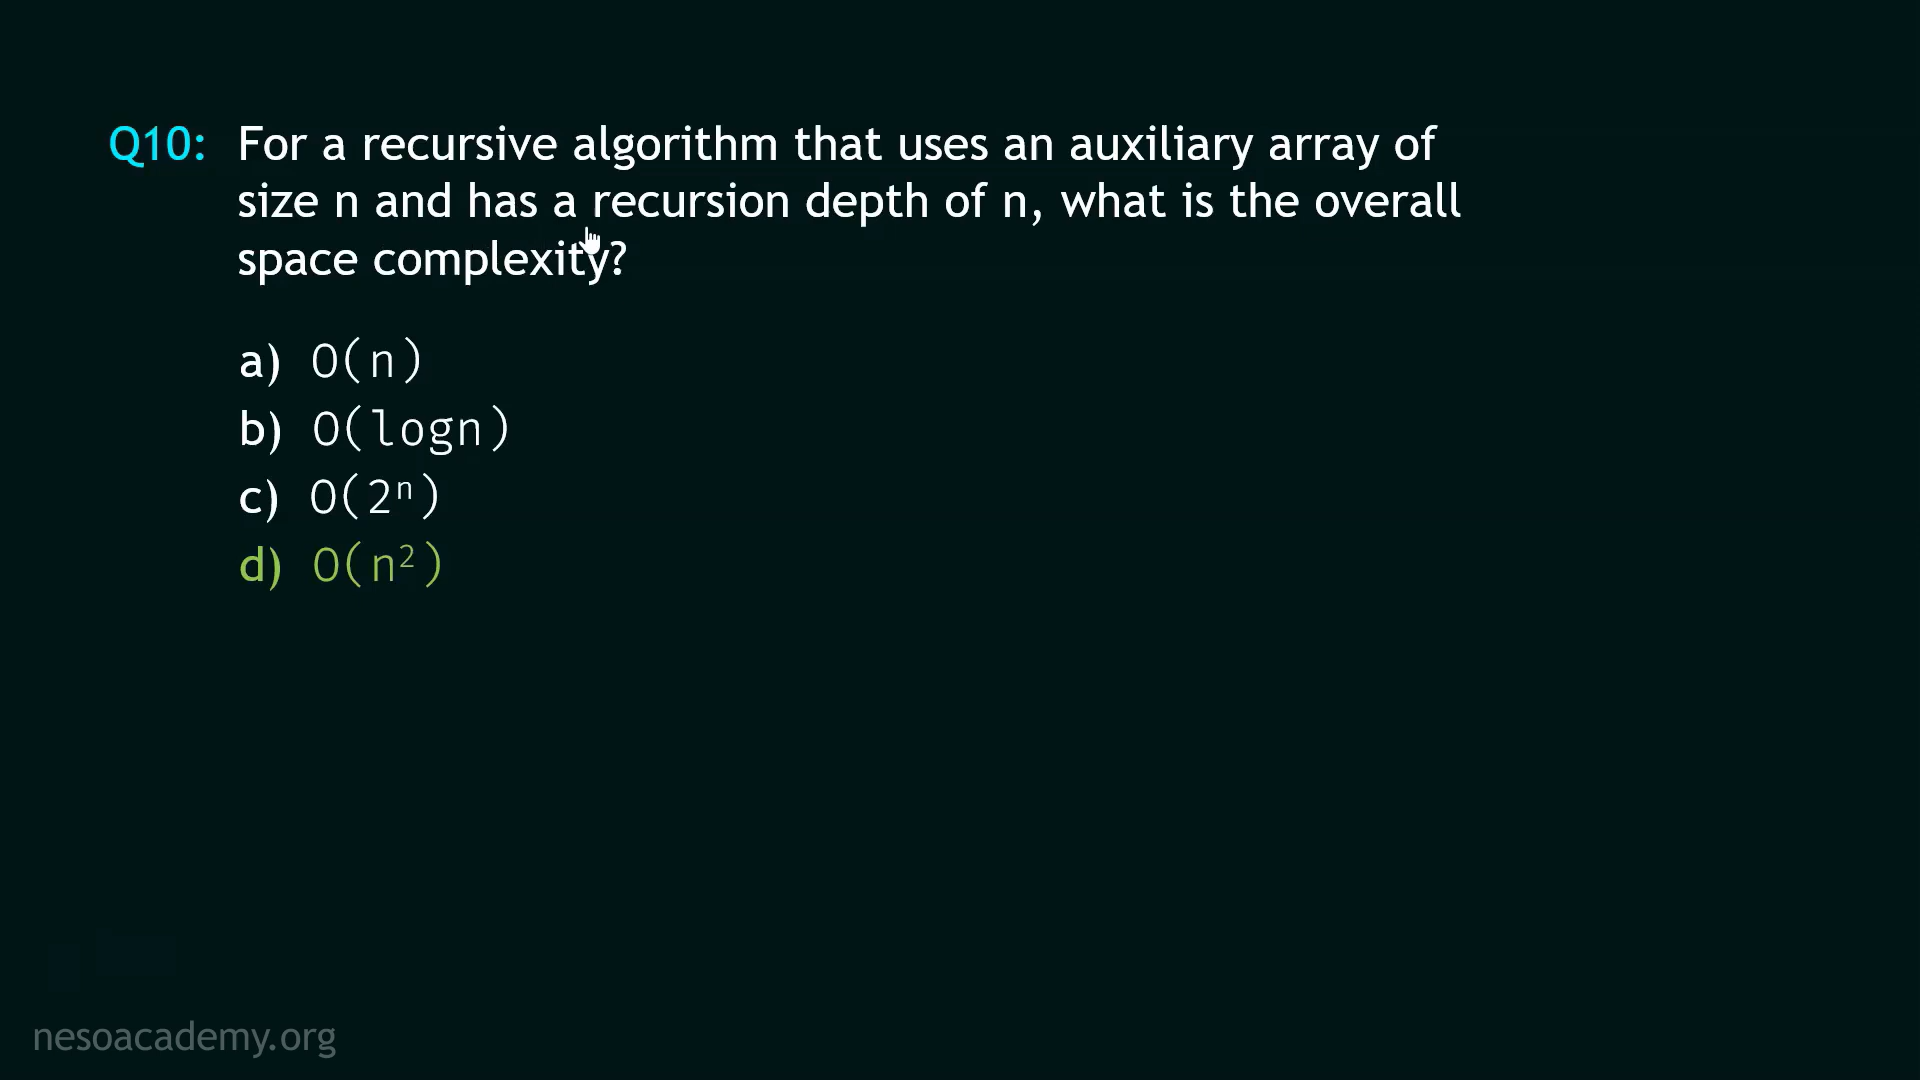 Q10: For a recursive algorithm that uses an auxiliary array of
size n and has a recursion depth of n, what is the overall
space complexity?
a) O(n)
b) O(logn)
c) O(2ⁿ)
d) O(n²)
nesoacademy.org